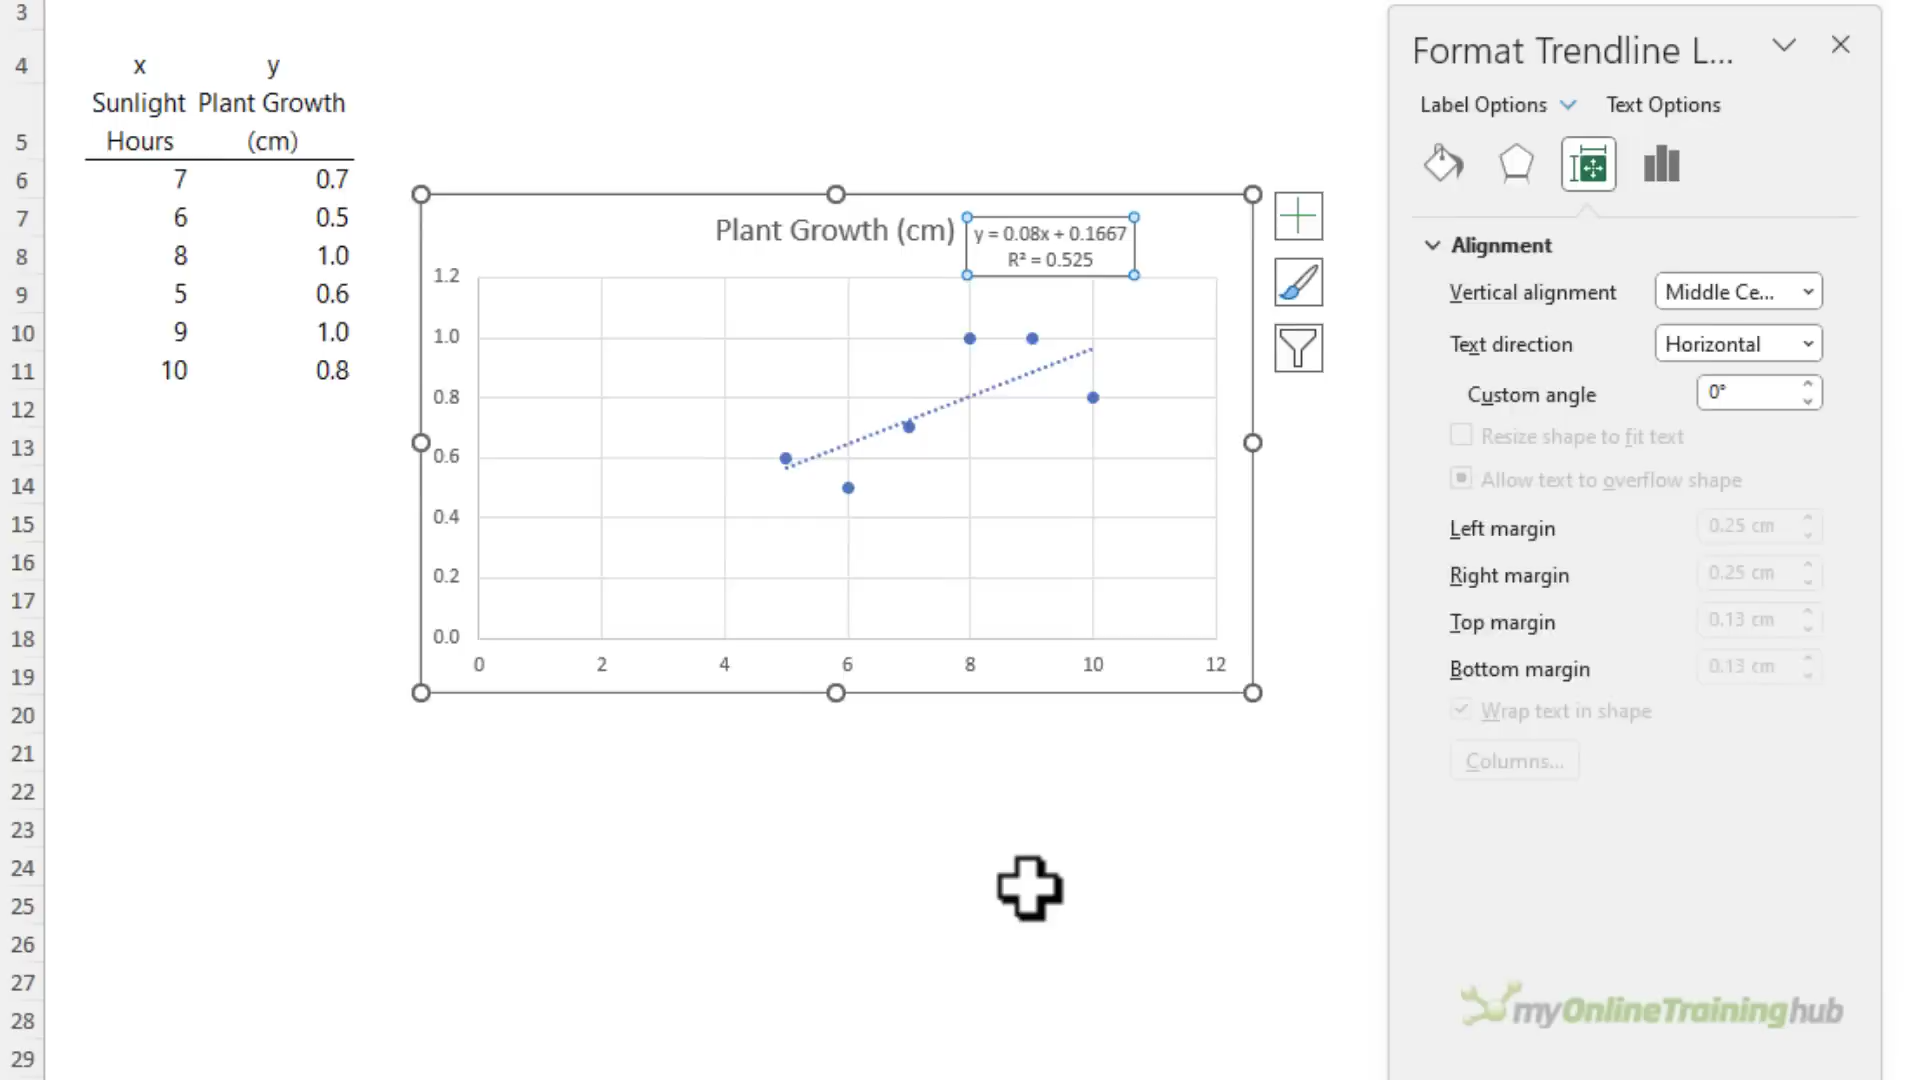 3
4
5
6
7
8
9
10
11
12
13
14
15
16
17
18
19
20
21
22
23
24
25
26
27
28
29
x y
Sunlight Plant Growth
Hours (cm)
7 0.7
6 0.5
8 1.0
5 0.6
9 1.0
10 0.8
Plant Growth (cm)
y = 0.08x + 0.1667
R² = 0.525
1.2
1.0
0.8
0.6
0.4
0.2
0.0
0 2 4 6 8 10 12
Format Trendline L...
Label Options Text Options
Alignment
Vertical alignment Middle Ce...
Text direction Horizontal
Custom angle 0°
Resize shape to fit text
Allow text to overflow shape
Left margin 0.25 cm
Right margin 0.25 cm
Top margin 0.13 cm
Bottom margin 0.13 cm
Wrap text in shape
Columns...
myOnlineTraininghub